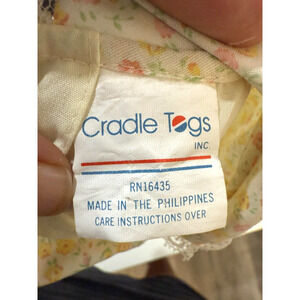 Cradle Togs
INC.
RN16435
MADE IN THE PHILIPPINES
CARE INSTRUCTIONS OVER